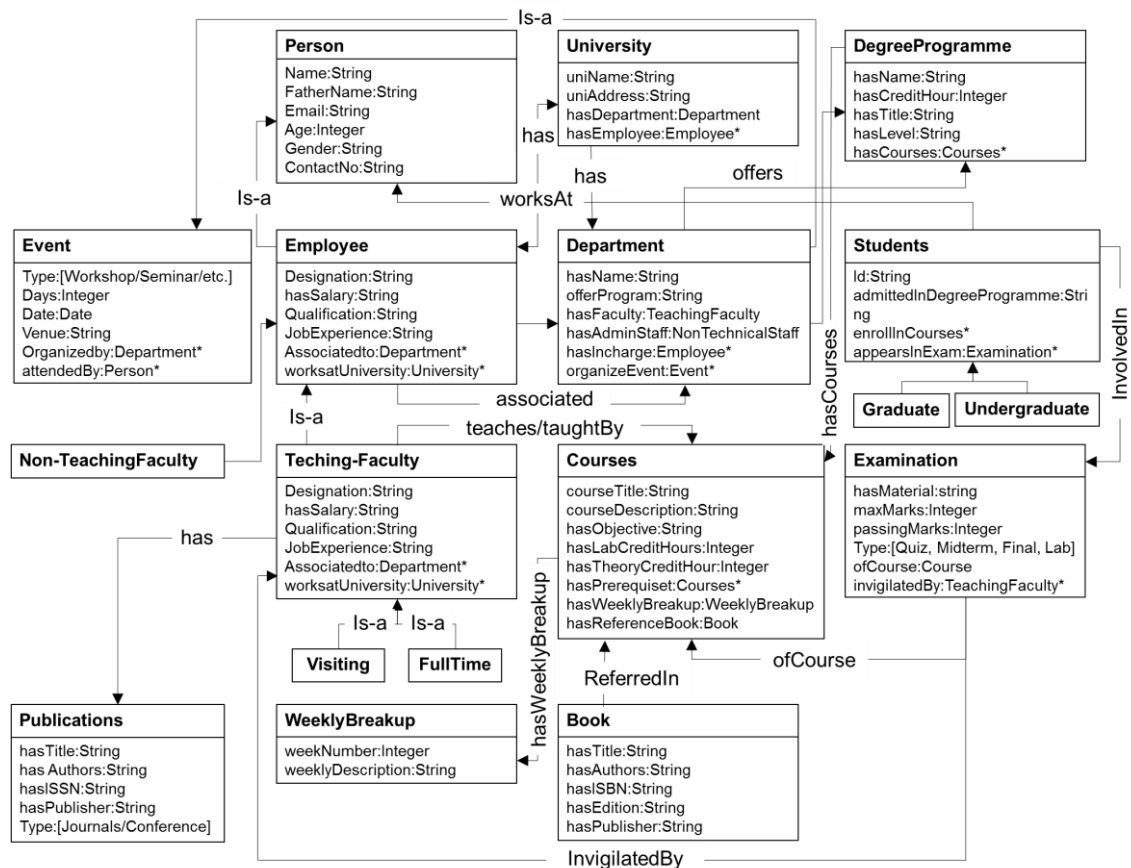 Is-a
Person
Name:String
FatherName:String
Email:String
Age:Integer
Gender:String
ContactNo:String
University
uniName:String
uniAddress:String
hasDepartment:Department
hasEmployee:Employee*
DegreeProgramme
hasName:String
hasCreditHour:Integer
hasTitle:String
hasLevel:String
hasCourses:Courses*
has
has
offers
Is-a
worksAt
Event
Type:[Workshop/Seminar/etc.]
Days:Integer
Date:Date
Venue:String
Organizedby:Department*
attendedBy:Person*
Employee
Designation:String
hasSalary:String
Qualification:String
JobExperience:String
Associatedto:Department*
worksatUniversity:University*
Department
hasName:String
offerProgram:String
hasFaculty:TeachingFaculty
hasAdminStaff:NonTechnicalStaff
hasIncharge:Employee*
organizeEvent:Event*
Students
Id:String
admittedInDegreeProgramme:Stri
ng
enrollInCourses*
appearsInExam:Examination*
InvolvedIn
hasCourses
Is-a
associated
Graduate
Undergraduate
teaches/taughtBy
Non-TeachingFaculty
Teching-Faculty
Designation:String
hasSalary:String
Qualification:String
JobExperience:String
Associatedto:Department*
worksatUniversity:University*
Courses
courseTitle:String
courseDescription:String
hasObjective:String
hasLabCreditHours:Integer
hasTheoryCreditHour:Integer
hasPrerequiset:Courses*
hasWeeklyBreakup:WeeklyBreakup
hasReferenceBook:Book
Examination
hasMaterial:string
maxMarks:Integer
passingMarks:Integer
Type:[Quiz, Midterm, Final, Lab]
ofCourse:Course
invigilatedBy:TeachingFaculty*
has
Is-a
Is-a
Visiting
FullTime
hasWeeklyBreakup
ofCourse
ReferredIn
Publications
hasTitle:String
has Authors:String
hasISSN:String
hasPublisher:String
Type:[Journals/Conference]
WeeklyBreakup
weekNumber:Integer
weeklyDescription:String
Book
hasTitle:String
hasAuthors:String
hasISBN:String
hasEdition:String
hasPublisher:String
InvigilatedBy